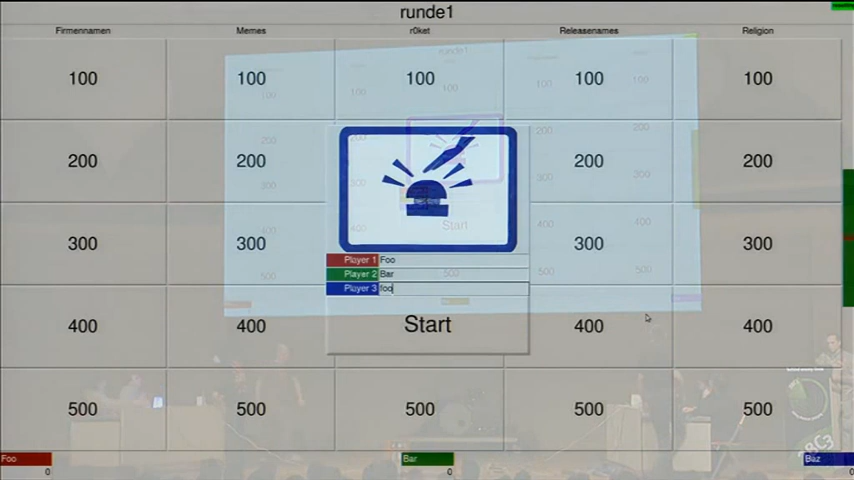 runde1
Firmennamen Memes r0ket Releasenames Religion
100 100 100 100 100
200 200 200 200
300 300 300 300
Player 1 Foo
Player 2 Bar
Player 3 foo
Start
400 400 400 400
500 500 500 500 500
Foo Bar Baz
0 0 0